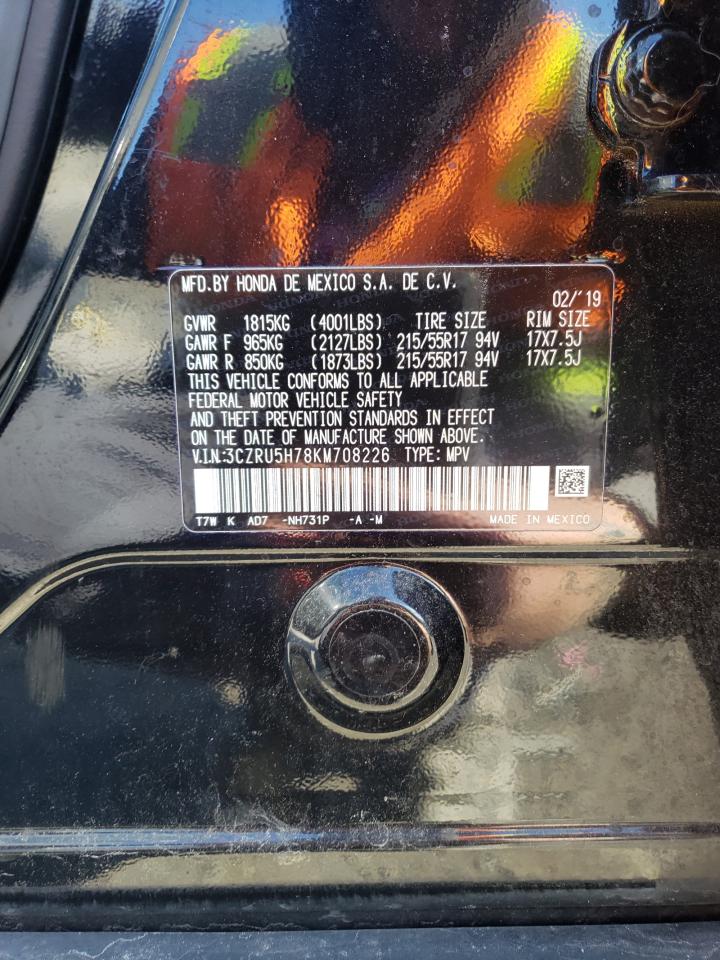 MFD.BY HONDA DE MEXICO S.A. DE C.V.
02/'19
GVWR 1815KG (4001LBS) TIRE SIZE RIM SIZE
GAWR F 965KG (2127LBS) 215/55R17 94V 17X7.5J
GAWR R 850KG (1873LBS) 215/55R17 94V 17X7.5J
THIS VEHICLE CONFORMS TO ALL APPLICABLE
FEDERAL MOTOR VEHICLE SAFETY
AND THEFT PREVENTION STANDARDS IN EFFECT
ON THE DATE OF MANUFACTURE SHOWN ABOVE.
V.I.N:3CZRU5H78KM708226 TYPE: MPV
T7W K AD7 -NH731P -A -M MADE IN MEXICO